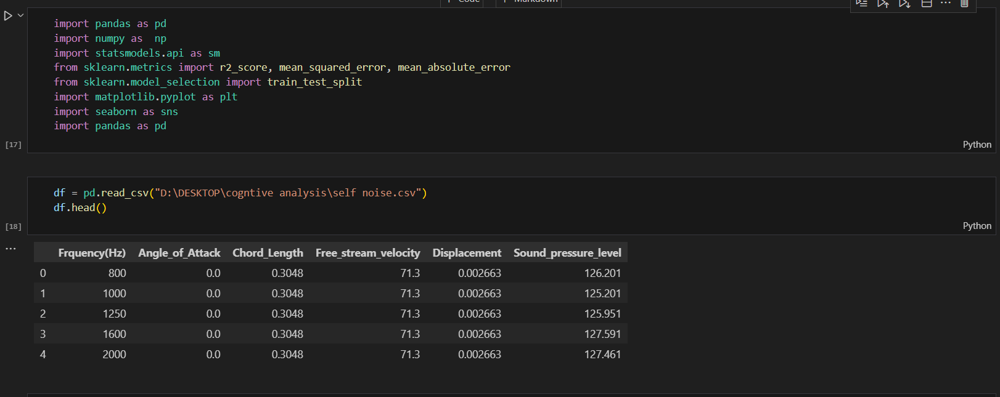 + Code + Markdown
import pandas as pd
import numpy as  np
import statsmodels.api as sm
from sklearn.metrics import r2_score, mean_squared_error, mean_absolute_error
from sklearn.model_selection import train_test_split
import matplotlib.pyplot as plt
import seaborn as sns
import pandas as pd
[17]
Python
df = pd.read_csv("D:\DESKTOP\cogntive analysis\self noise.csv")
df.head()
[18]
Python
...
Frquency(Hz) Angle_of_Attack Chord_Length Free_stream_velocity Displacement Sound_pressure_level
0 800 0.0 0.3048 71.3 0.002663 126.201
1 1000 0.0 0.3048 71.3 0.002663 125.201
2 1250 0.0 0.3048 71.3 0.002663 125.951
3 1600 0.0 0.3048 71.3 0.002663 127.591
4 2000 0.0 0.3048 71.3 0.002663 127.461